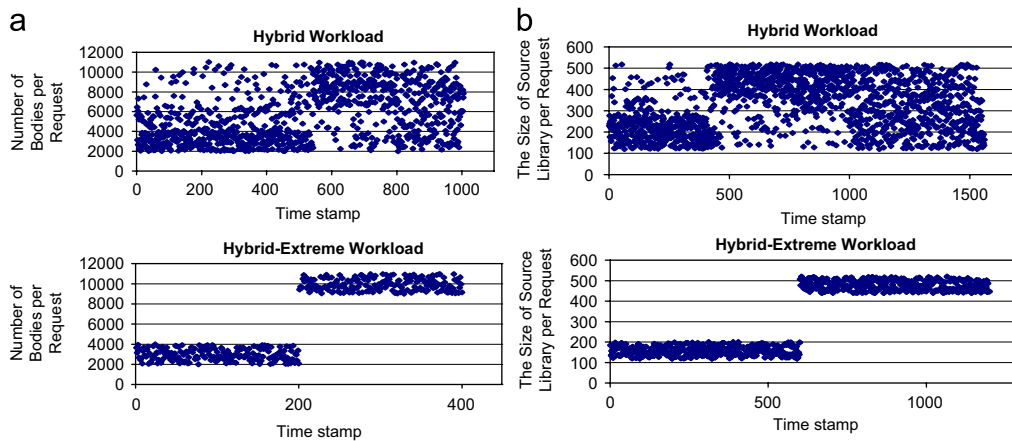 a
Hybrid Workload
Number of
Bodies per
Request
12000
10000
8000
6000
4000
2000
0
0 200 400 600 800 1000
Time stamp
Hybrid-Extreme Workload
Number of
Bodies per
Request
12000
10000
8000
6000
4000
2000
0
0 200 400
Time stamp
b
Hybrid Workload
The Size of Source
Library per Request
600
500
400
300
200
100
0
0 500 1000 1500
Time stamp
Hybrid-Extreme Workload
The Size of Source
Library per Request
600
500
400
300
200
100
0
0 500 1000
Time stamp